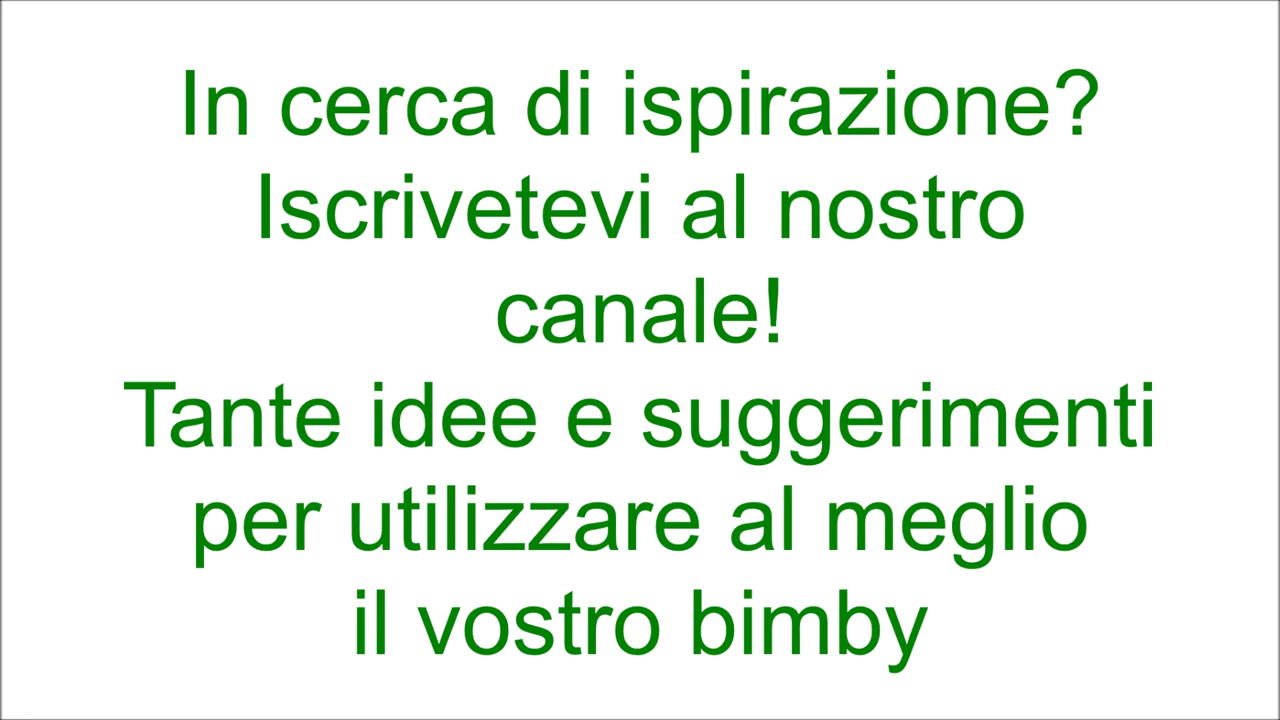 In cerca di ispirazione?
Iscrivetevi al nostro
canale!
Tante idee e suggerimenti
per utilizzare al meglio
il vostro bimby